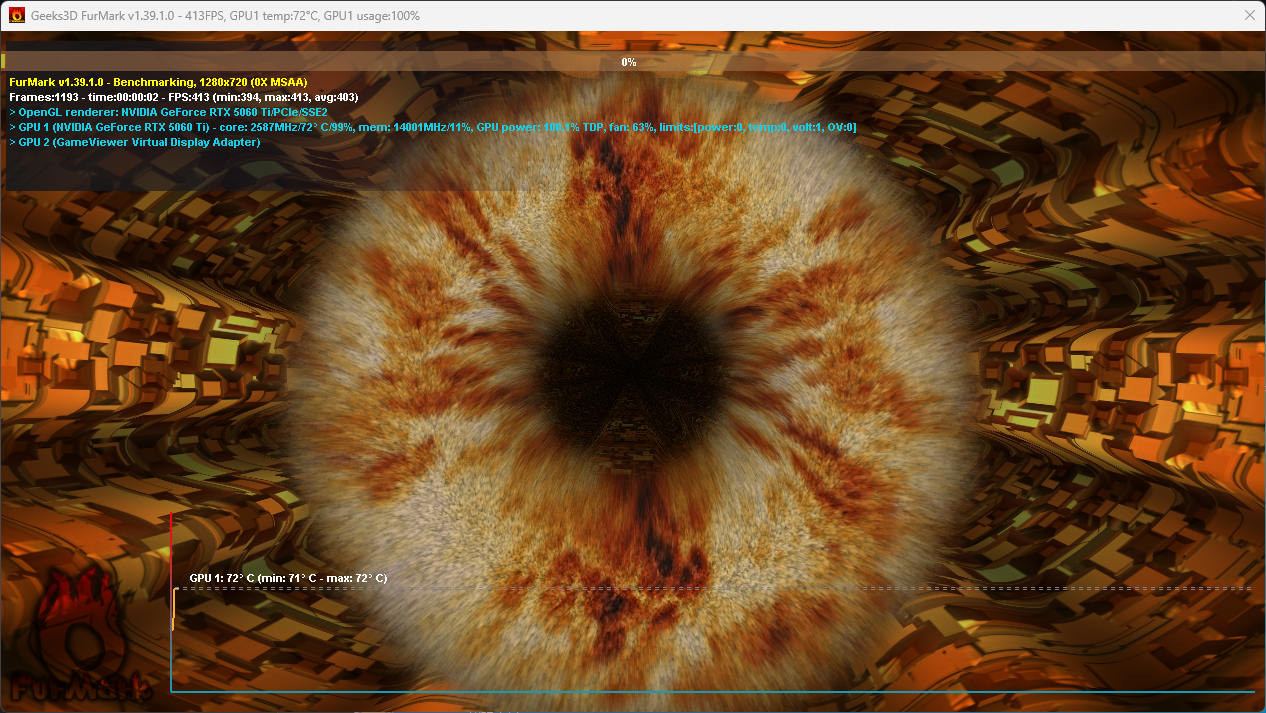 Geeks3D FurMark v1.39.1.0 - 413FPS, GPU1 temp:72°C, GPU1 usage:100%
0%
FurMark v1.39.1.0 - Benchmarking, 1280x720 (0X MSAA)
Frames:1193 - time:00:00:02 - FPS:413 (min:394, max:413, avg:403)
> OpenGL renderer: NVIDIA GeForce RTX 5060 Ti/PCIe/SSE2
> GPU 1 (NVIDIA GeForce RTX 5060 Ti) - core: 2587MHz/72° C/99%, mem: 14001MHz/11%, GPU power: 100.1% TDP, fan: 63%, limits:[power:0, temp:0, volt:1, OV:0]
> GPU 2 (GameViewer Virtual Display Adapter)
GPU 1: 72° C (min: 71° C - max: 72° C)
FurMark